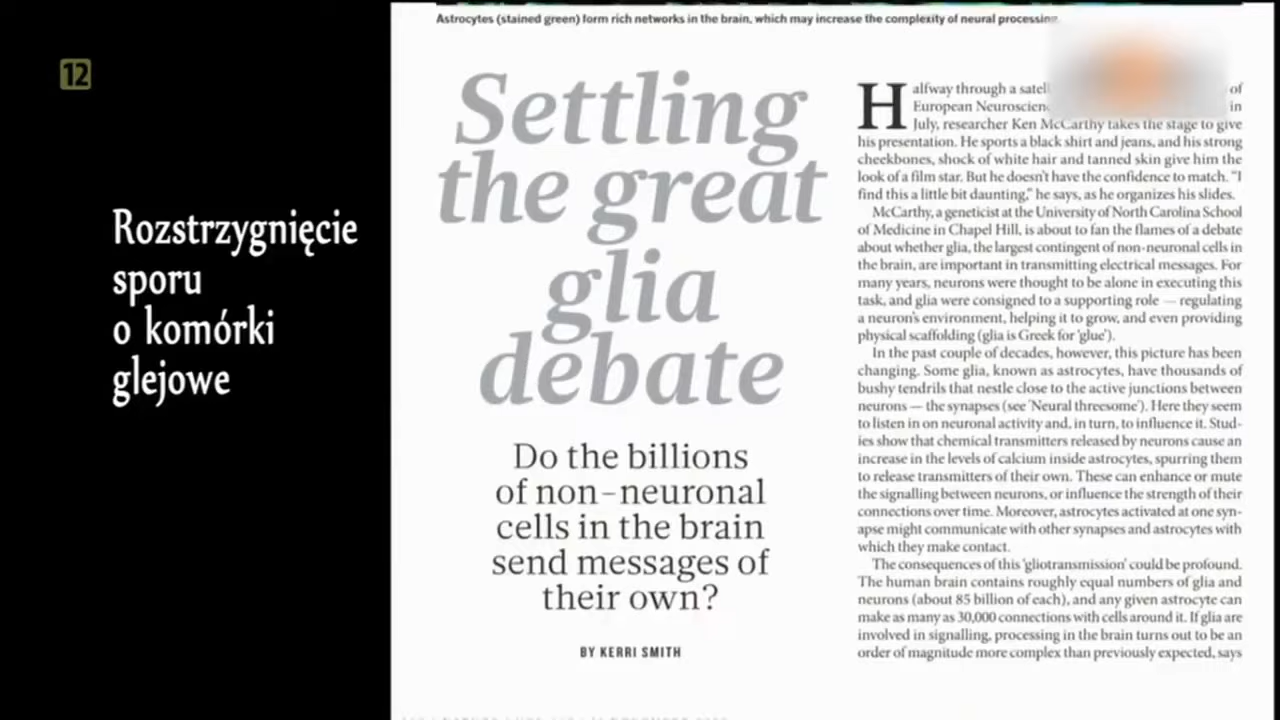 Astrocytes (stained green) form rich networks in the brain, which may increase the complexity of neural processing.
12
Rozstrzygnięcie
sporu
o komórki
glejowe
Settling
the great
glia
debate
Do the billions
of non-neuronal
cells in the brain
send messages of
their own?
BY KERRI SMITH
Halfway through a of
European in
July, researcher Ken McCarthy takes the stage to give
his presentation. He sports a black shirt and jeans, and his strong
cheekbones, shock of white hair and tanned skin give him the
look of a film star. But he doesn't have the confidence to match. "I
find this a little bit daunting," he says, as he organizes his slides.
McCarthy, a geneticist at the University of North Carolina School
of Medicine in Chapel Hill, is about to fan the flames of a debate
about whether glia, the largest contingent of non-neuronal cells in
the brain, are important in transmitting electrical messages. For
many years, neurons were thought to be alone in executing this
task, and glia were consigned to a supporting role — regulating
a neuron's environment, helping it to grow, and even providing
physical scaffolding (glia is Greek for 'glue').
In the past couple of decades, however, this picture has been
changing. Some glia, known as astrocytes, have thousands of
bushy tendrils that nestle close to the active junctions between
neurons — the synapses (see 'Neural threesome'). Here they seem
to listen in on neuronal activity and, in turn, to influence it. Stud-
ies show that chemical transmitters released by neurons cause an
increase in the levels of calcium inside astrocytes, spurring them
to release transmitters of their own. These can enhance or mute
the signalling between neurons, or influence the strength of their
connections over time. Moreover, astrocytes activated at one syn-
apse might communicate with other synapses and astrocytes with
which they make contact.
The consequences of this 'gliotransmission' could be profound.
The human brain contains roughly equal numbers of glia and
neurons (about 85 billion of each), and any given astrocyte can
make as many as 30,000 connections with cells around it. If glia are
involved in signalling, processing in the brain turns out to be an
order of magnitude more complex than previously expected, says